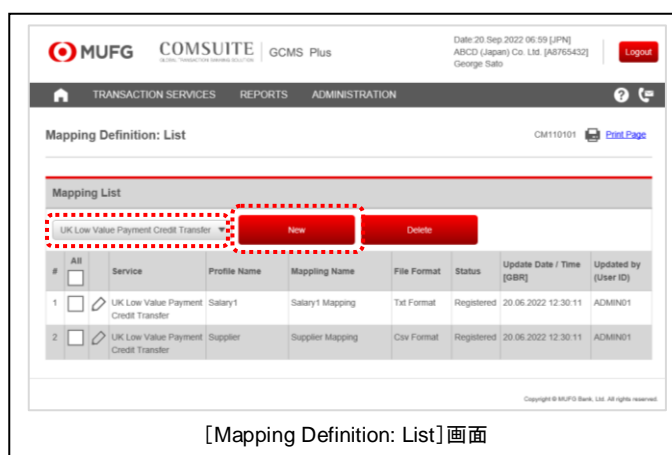 MUFG COMSUITE GCMS Plus
GLOBAL TRANSACTION BANKING SOLUTION
Date:20.Sep.2022 06:59 [JPN]
ABCD (Japan) Co. Ltd. [A8765432]
George Sato
Logout
TRANSACTION SERVICES REPORTS ADMINISTRATION
Mapping Definition: List
CM110101 Print Page
Mapping List
UK Low Value Payment Credit Transfer New Delete
# All Service Profile Name Mappling Name File Format Status Update Date / Time [GBR] Updated by (User ID)
1 UK Low Value Payment Credit Transfer Salary1 Salary1 Mapping Txt Format Registered 20.06.2022 12:30:11 ADMIN01
2 UK Low Value Payment Credit Transfer Supplier Supplier Mapping Csv Format Registered 20.06.2022 12:30:11 ADMIN01
Copyright © MUFG Bank, Ltd. All rights reserved.
[Mapping Definition: List]画面